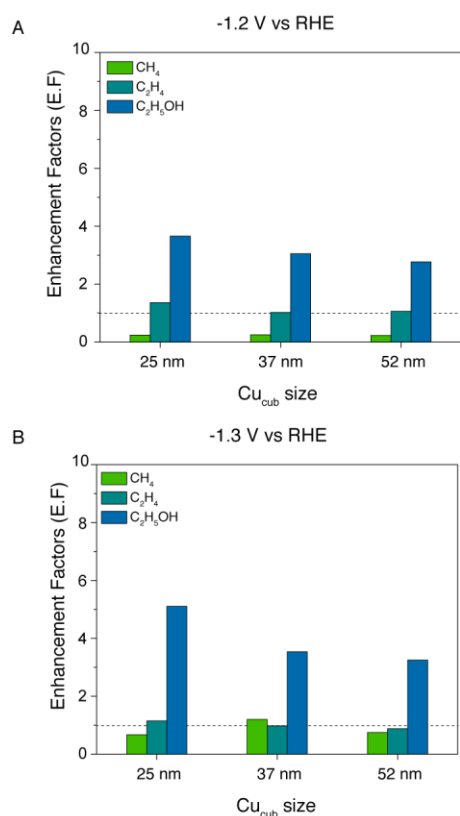 A
-1.2 V vs RHE
Enhancement Factors (E.F)
10
8
6
4
2
0
CH₄
C₂H₄
C₂H₅OH
25 nm 37 nm 52 nm
Cu_cub size
B
-1.3 V vs RHE
Enhancement Factors (E.F)
10
8
6
4
2
0
CH₄
C₂H₄
C₂H₅OH
25 nm 37 nm 52 nm
Cu_cub size